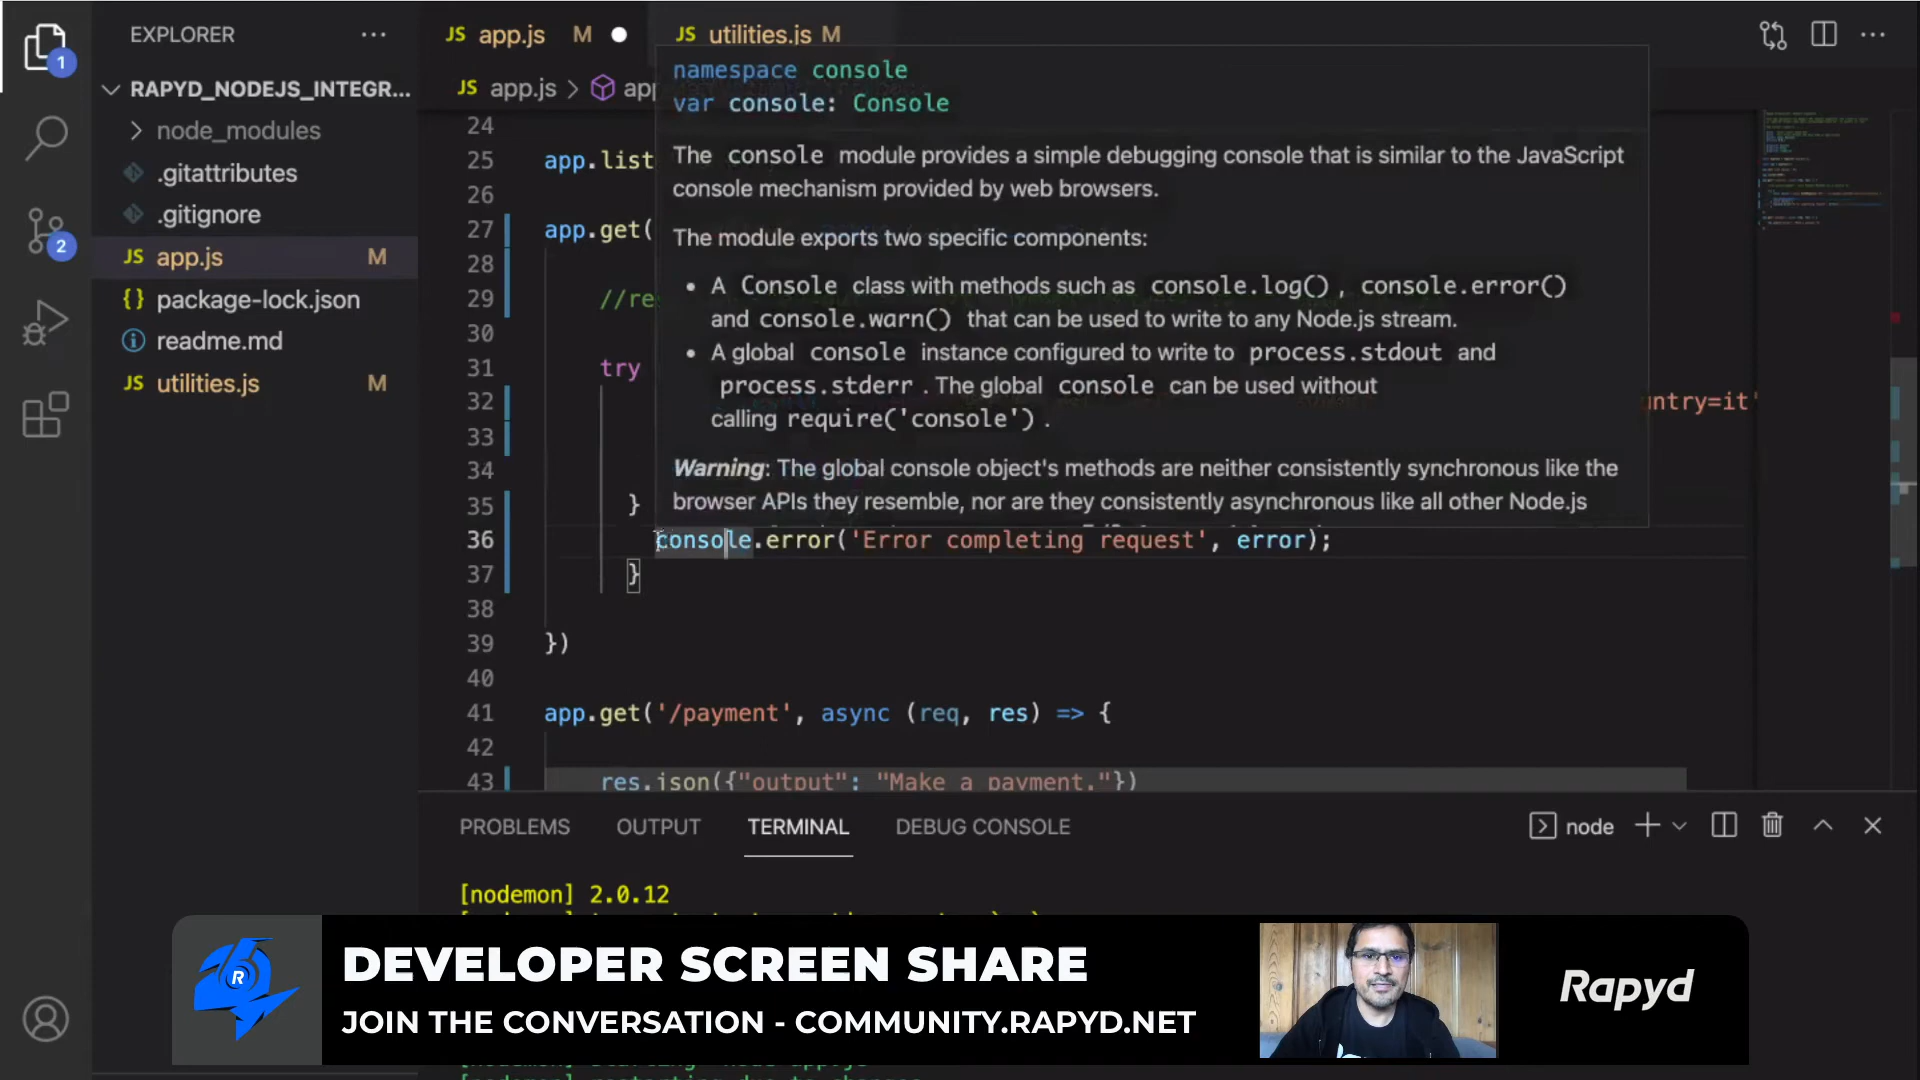 EXPLORER
RAPYD_NODEJS_INTEGR...
node_modules
.gitattributes
.gitignore
JS app.js M
{} package-lock.json
readme.md
JS utilities.js M
1
2
JS app.js M
JS utilities.js M
JS app.js >
namespace console
var console: Console
The console module provides a simple debugging console that is similar to the JavaScript
console mechanism provided by web browsers.
The module exports two specific components:
• A Console class with methods such as console.log() , console.error()
and console.warn() that can be used to write to any Node.js stream.
• A global console instance configured to write to process.stdout and
process.stderr . The global console can be used without
calling require('console') .
Warning: The global console object's methods are neither consistently synchronous like the
browser APIs they resemble, nor are they consistently asynchronous like all other Node.js
24
25 app.list
26
27 app.get(
28
29 //re
30
31 try
32 untry=it'
33
34
35 }
36 console.error('Error completing request', error);
37 }
38
39 })
40
41 app.get('/payment', async (req, res) => {
42
43 res.json({"output": "Make a payment."})
PROBLEMS OUTPUT TERMINAL DEBUG CONSOLE
node
[nodemon] 2.0.12
R
DEVELOPER SCREEN SHARE
JOIN THE CONVERSATION - COMMUNITY.RAPYD.NET
Rapyd